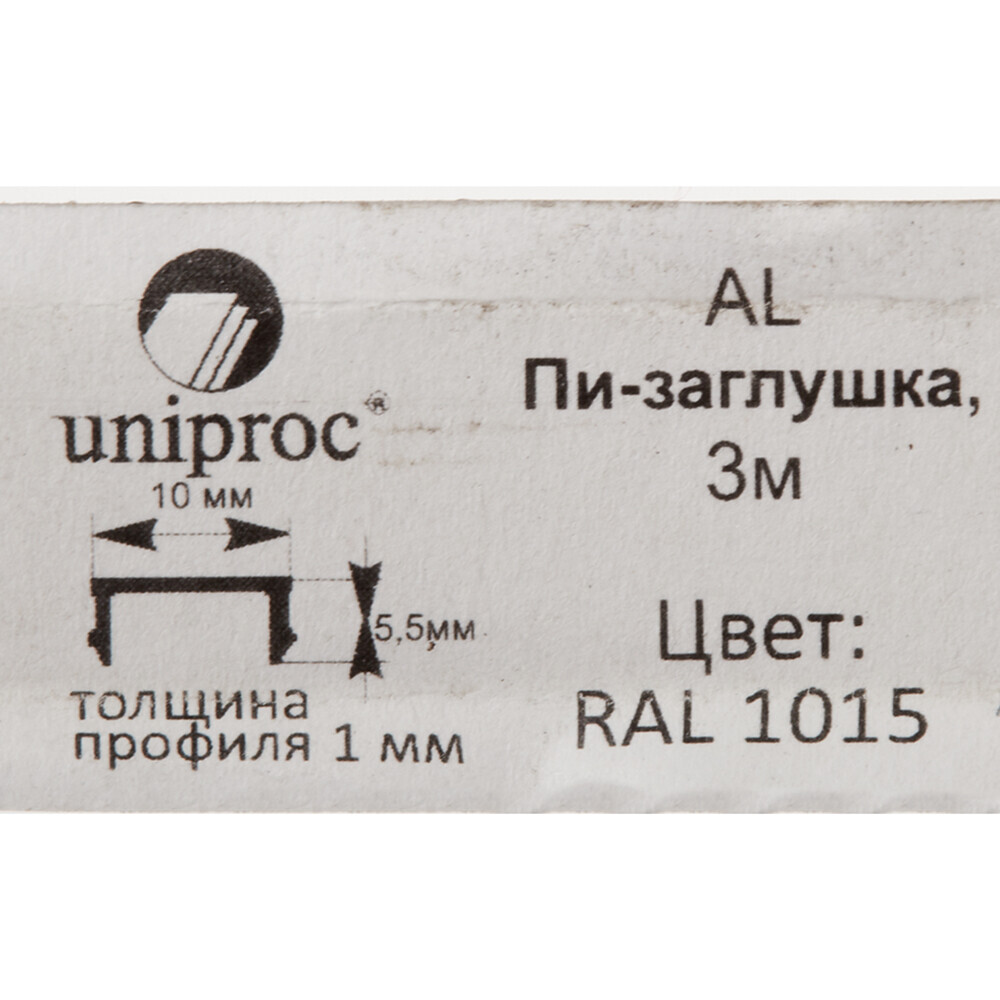 uniproc®
10 мм
5,5мм
толщина
профиля 1 мм
AL
Пи-заглушка,
3м
Цвет:
RAL 1015